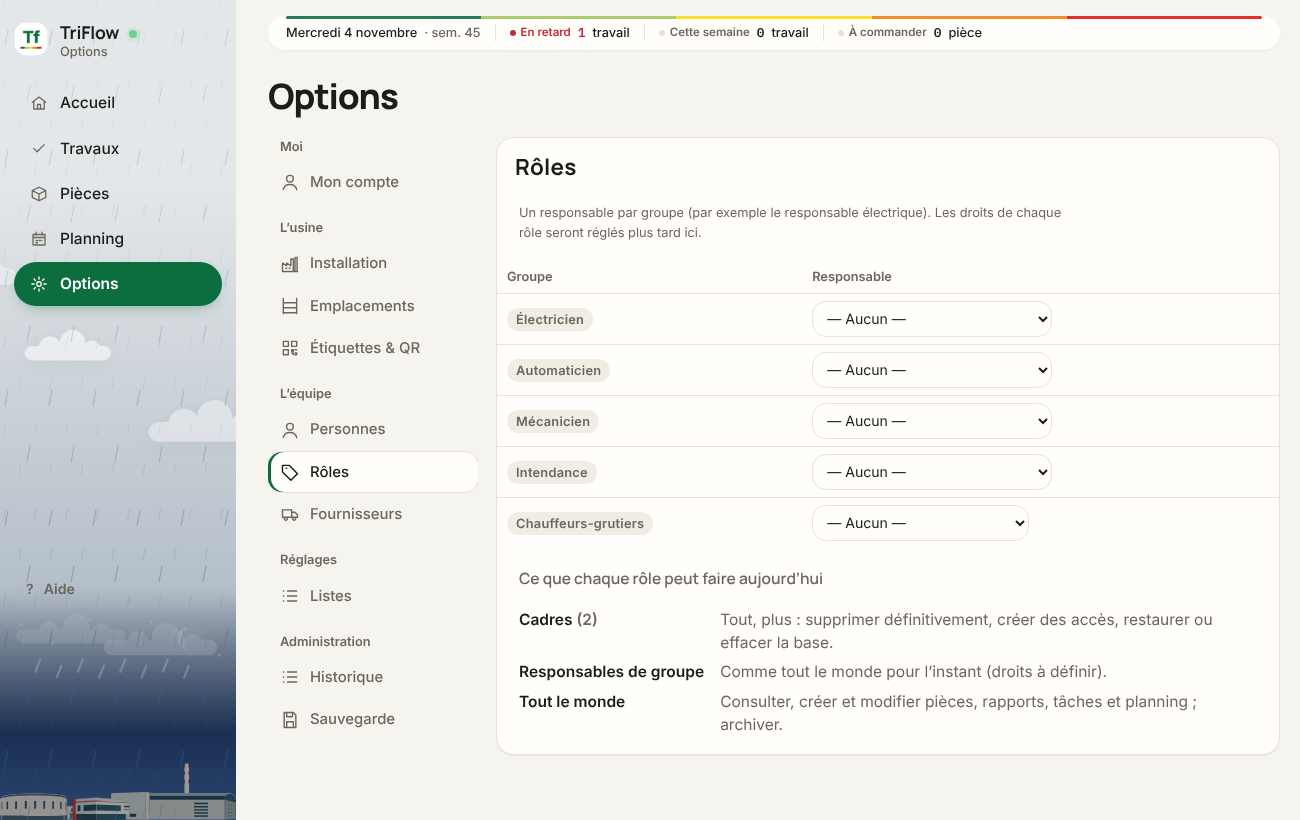 Tf
TriFlow
Options
Accueil
Travaux
Pièces
Planning
Options
? Aide
Mercredi 4 novembre · sem. 45
En retard 1 travail
Cette semaine 0 travail
À commander 0 pièce
Options
Moi
Mon compte
L'usine
Installation
Emplacements
Étiquettes & QR
L'équipe
Personnes
Rôles
Fournisseurs
Réglages
Listes
Administration
Historique
Sauvegarde
Rôles
Un responsable par groupe (par exemple le responsable électrique). Les droits de chaque
rôle seront réglés plus tard ici.
Groupe Responsable
Électricien — Aucun —
Automaticien — Aucun —
Mécanicien — Aucun —
Intendance — Aucun —
Chauffeurs-grutiers — Aucun —
Ce que chaque rôle peut faire aujourd'hui
Cadres (2) Tout, plus : supprimer définitivement, créer des accès, restaurer ou
effacer la base.
Responsables de groupe Comme tout le monde pour l'instant (droits à définir).
Tout le monde Consulter, créer et modifier pièces, rapports, tâches et planning ;
archiver.